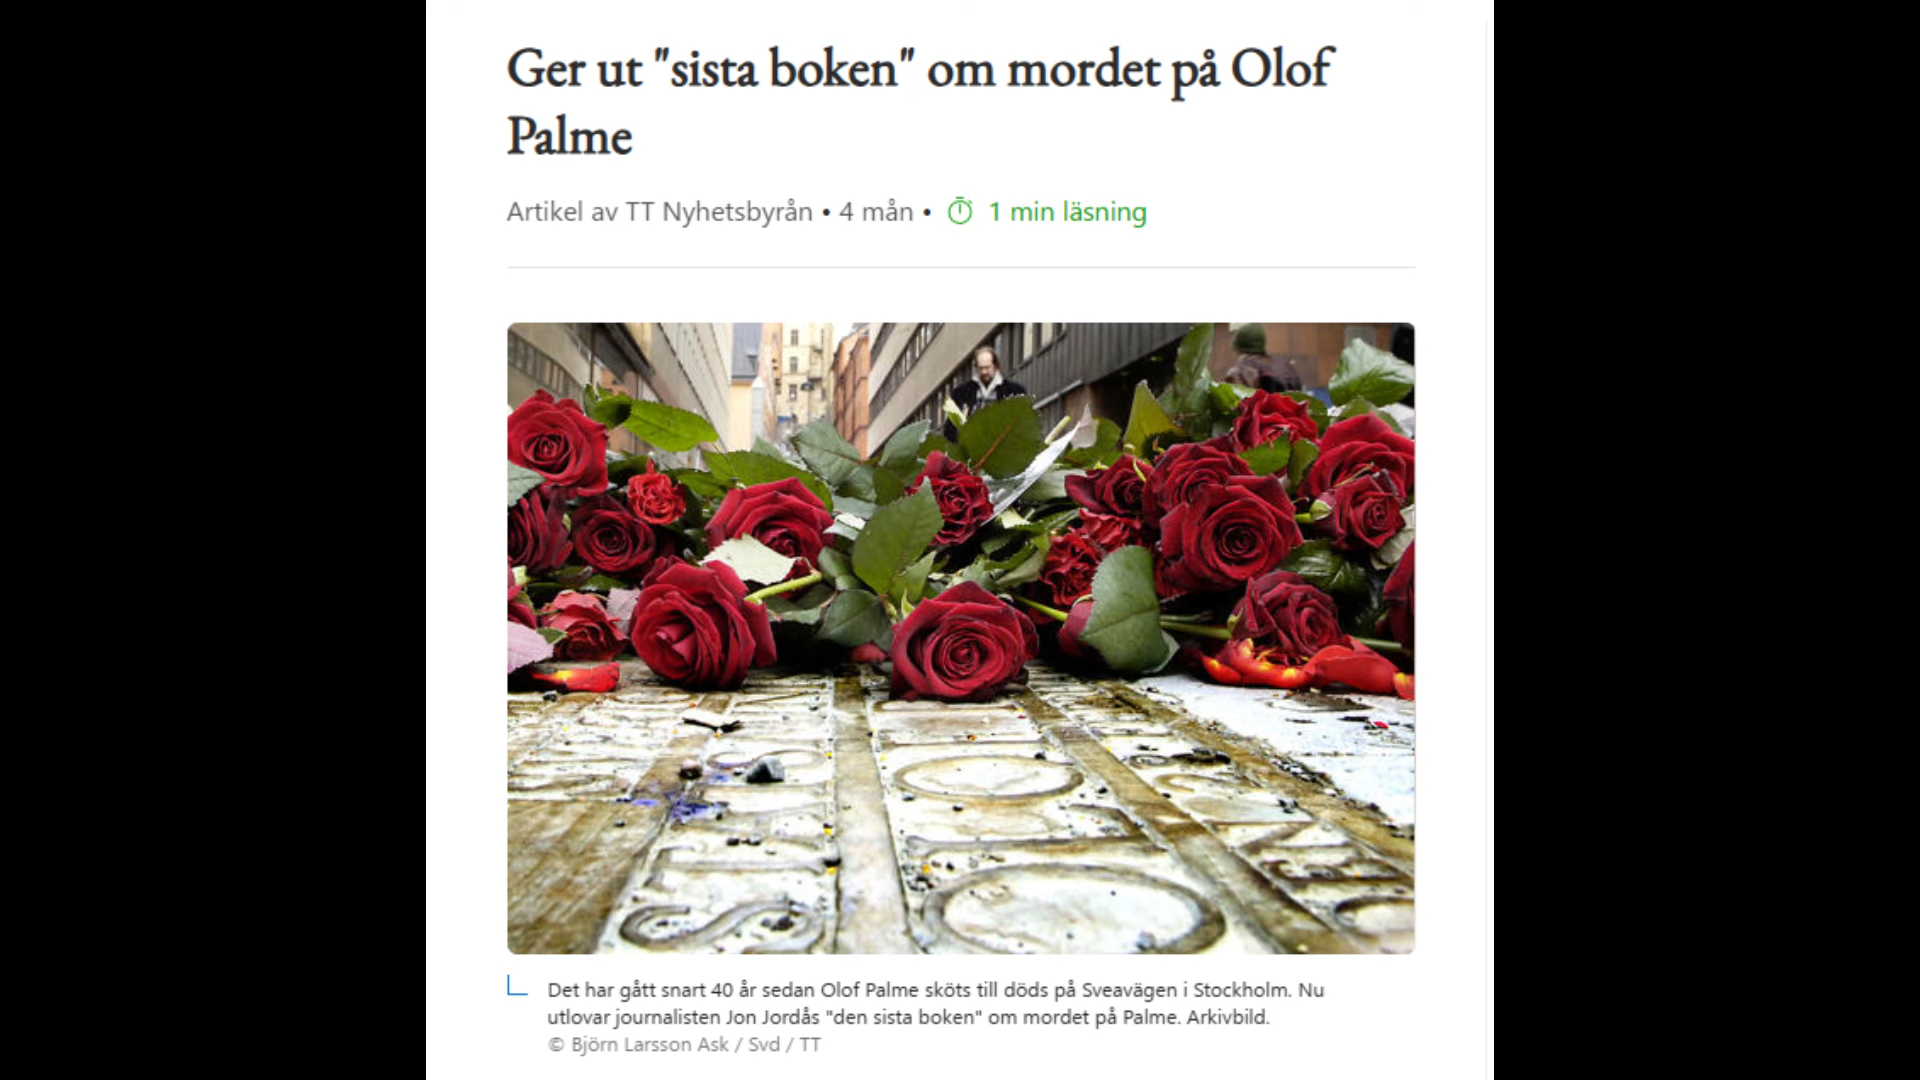 Ger ut "sista boken" om mordet på Olof
Palme
Artikel av TT Nyhetsbyrån • 4 mån • 1 min läsning
Det har gått snart 40 år sedan Olof Palme sköts till döds på Sveavägen i Stockholm. Nu
utlovar journalisten Jon Jordås "den sista boken" om mordet på Palme. Arkivbild.
© Björn Larsson Ask / Svd / TT